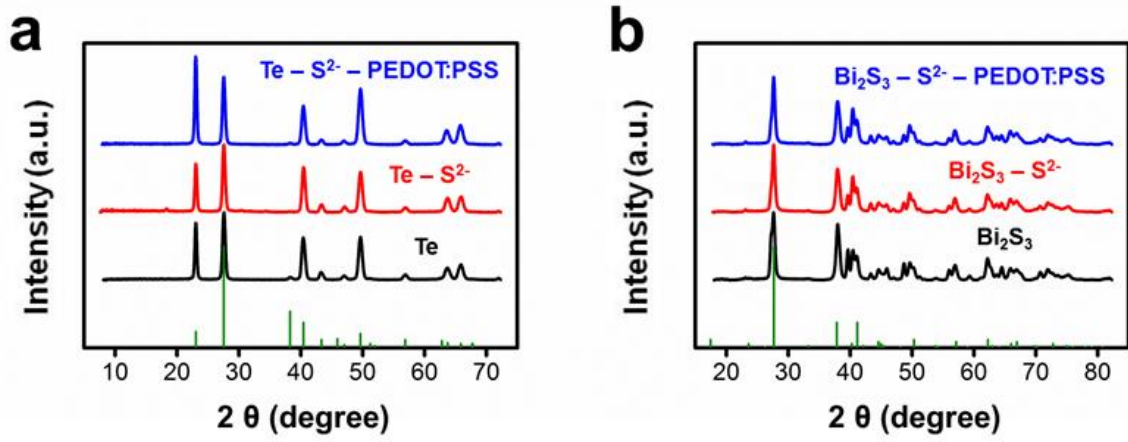 a
Te – S²⁻ – PEDOT:PSS
Te – S²⁻
Te
Intensity (a.u.)
10 20 30 40 50 60 70
2 θ (degree)
b
Bi₂S₃ – S²⁻ – PEDOT:PSS
Bi₂S₃ – S²⁻
Bi₂S₃
Intensity (a.u.)
20 30 40 50 60 70 80
2 θ (degree)